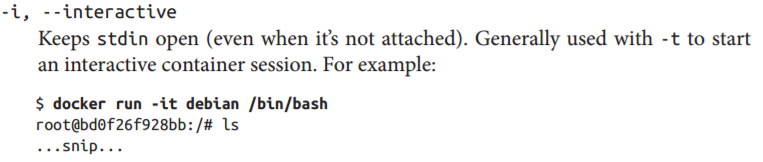 -i, --interactive
Keeps stdin open (even when it’s not attached). Generally used with -t to start
an interactive container session. For example:
$ docker run -it debian /bin/bash
root@bd0f26f928bb:/# ls
...snip...